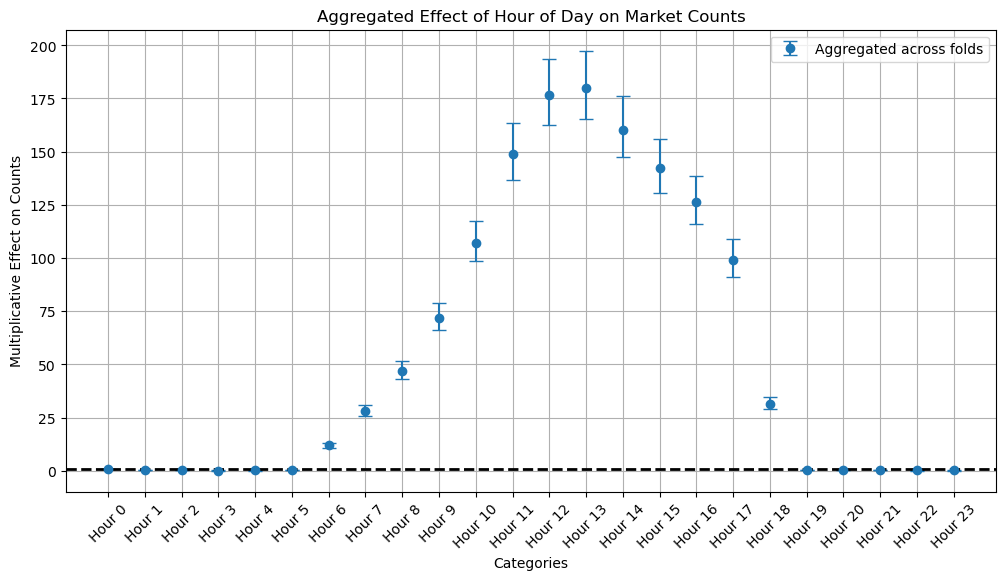 Aggregated Effect of Hour of Day on Market Counts
Aggregated across folds
Multiplicative Effect on Counts
200
175
150
125
100
75
50
25
0
Hour 0
Hour 1
Hour 2
Hour 3
Hour 4
Hour 5
Hour 6
Hour 7
Hour 8
Hour 9
Hour 10
Hour 11
Hour 12
Hour 13
Hour 14
Hour 15
Hour 16
Hour 17
Hour 18
Hour 19
Hour 20
Hour 21
Hour 22
Hour 23
Categories